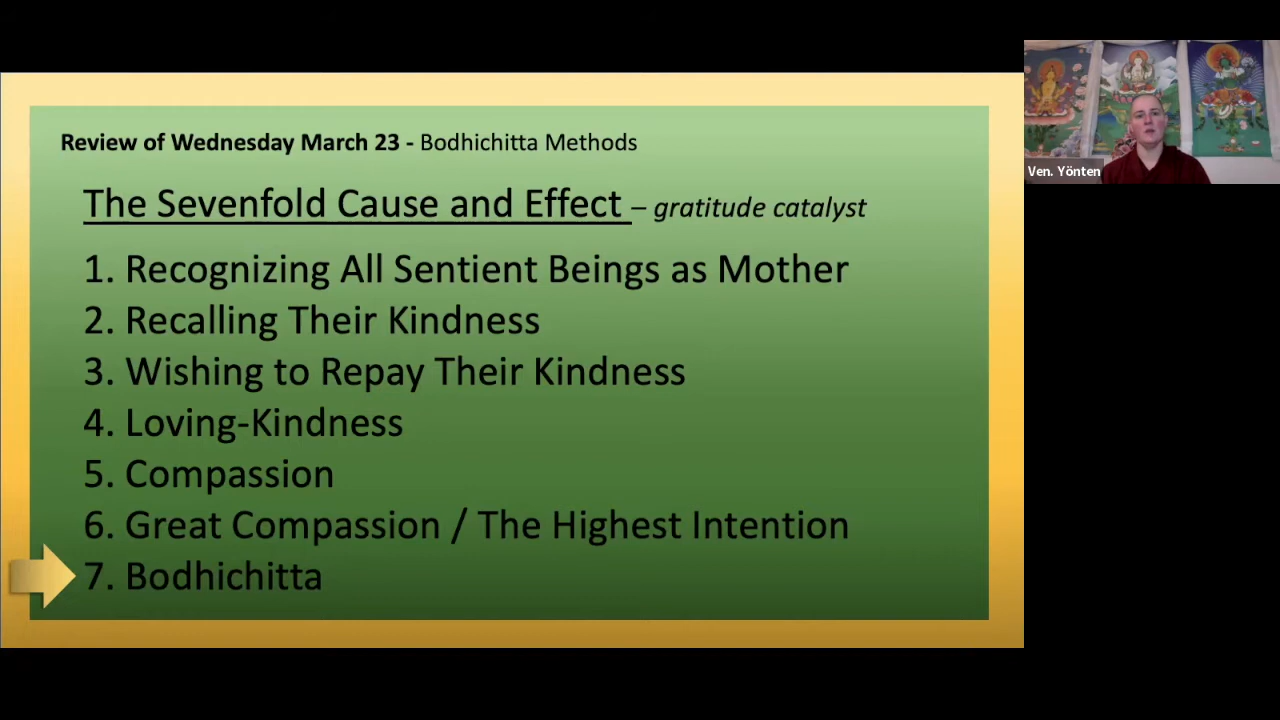 Review of Wednesday March 23 - Bodhichitta Methods
The Sevenfold Cause and Effect – gratitude catalyst
1. Recognizing All Sentient Beings as Mother
2. Recalling Their Kindness
3. Wishing to Repay Their Kindness
4. Loving-Kindness
5. Compassion
6. Great Compassion / The Highest Intention
7. Bodhichitta
Ven. Yönten